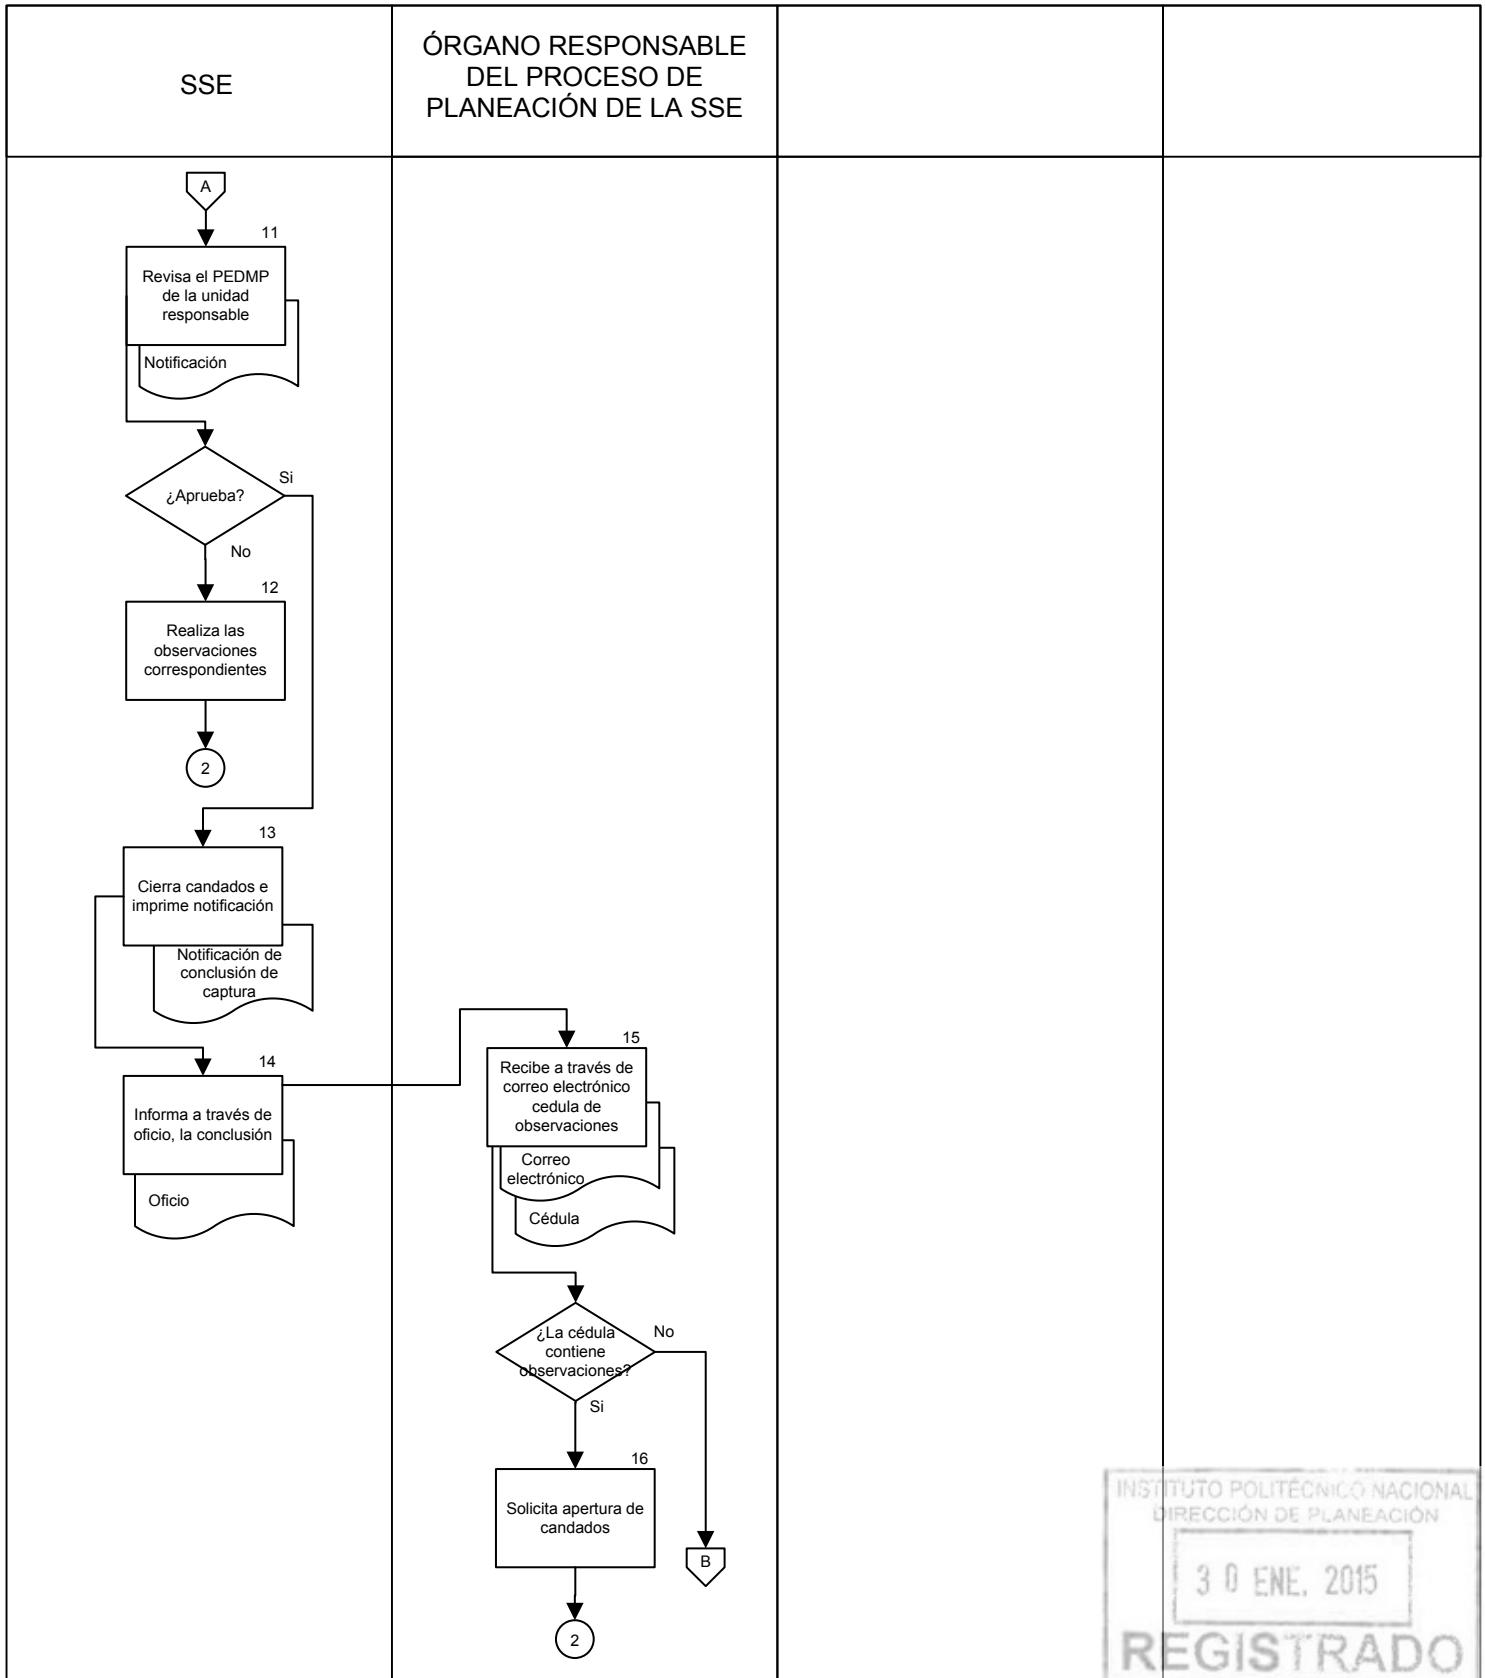 SSE
ÓRGANO RESPONSABLE
DEL PROCESO DE
PLANEACIÓN DE LA SSE
A
11
Revisa el PEDMP
de la unidad
responsable
Notificación
¿Aprueba?
Si
No
12
Realiza las
observaciones
correspondientes
2
13
Cierra candados e
imprime notificación
Notificación de
conclusión de
captura
14
Informa a través de
oficio, la conclusión
Oficio
15
Recibe a través de
correo electrónico
cedula de
observaciones
Correo
electrónico
Cédula
¿La cédula
contiene
observaciones?
No
Si
16
Solicita apertura de
candados
B
2
INSTITUTO POLITÉCNICO NACIONAL
DIRECCIÓN DE PLANEACIÓN
3 0 ENE. 2015
REGISTRADO